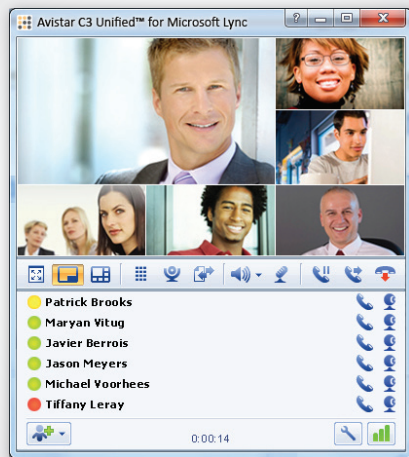 Avistar C3 Unified™ for Microsoft Lync
Patrick Brooks
Maryan Vitug
Javier Berrois
Jason Meyers
Michael Voorhees
Tiffany Leray
0:00:14